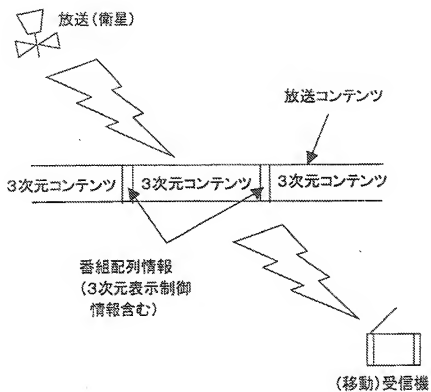 放送(衛星)
放送コンテンツ
3次元コンテンツ 3次元コンテンツ 3次元コンテンツ
番組配列情報
(3次元表示制御
情報含む)
(移動)受信機